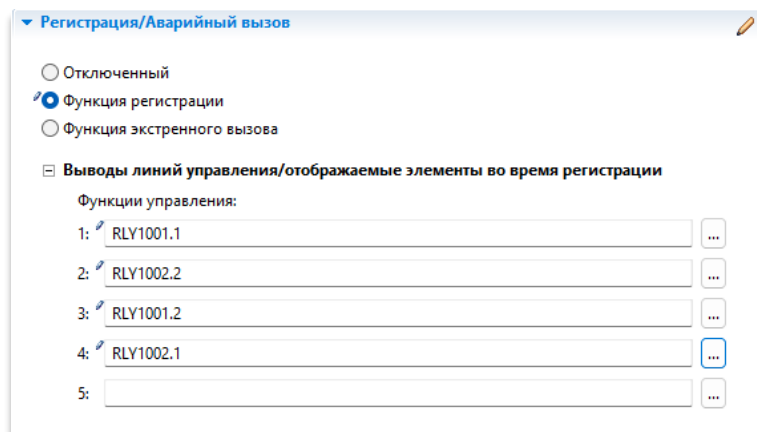 Регистрация/Аварийный вызов
Отключенный
Функция регистрации
Функция экстренного вызова
Выводы линий управления/отображаемые элементы во время регистрации
Функции управления:
1: RLY1001.1 ...
2: RLY1002.2 ...
3: RLY1001.2 ...
4: RLY1002.1 ...
5: ...